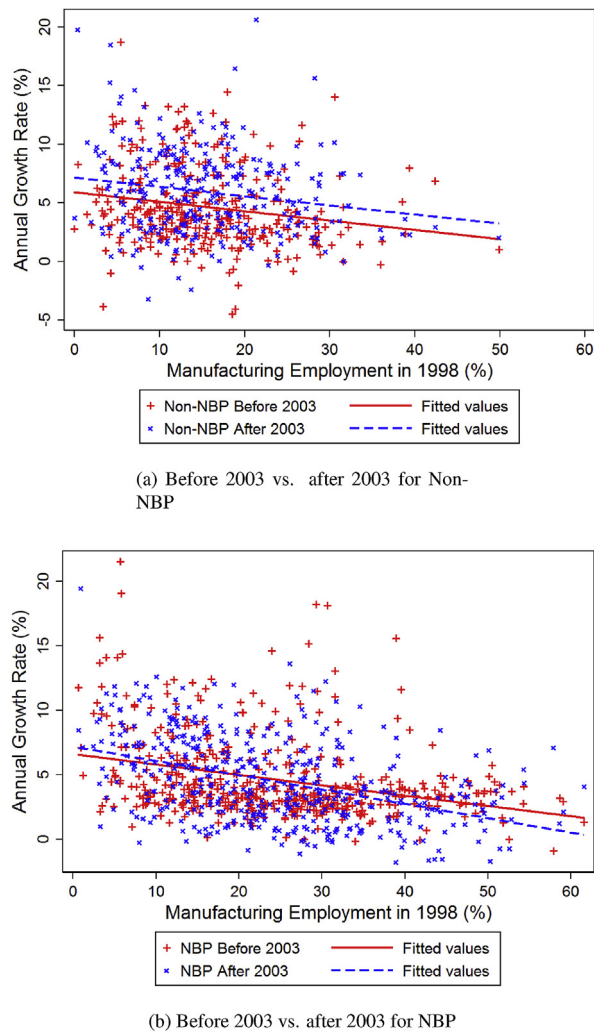 20
15
10
5
0
-5
Annual Growth Rate (%)
0 10 20 30 40 50 60
Manufacturing Employment in 1998 (%)
+ Non-NBP Before 2003 Fitted values
× Non-NBP After 2003 Fitted values
(a) Before 2003 vs. after 2003 for Non-
NBP
20
15
10
5
0
Annual Growth Rate (%)
0 10 20 30 40 50 60
Manufacturing Employment in 1998 (%)
+ NBP Before 2003 Fitted values
× NBP After 2003 Fitted values
(b) Before 2003 vs. after 2003 for NBP